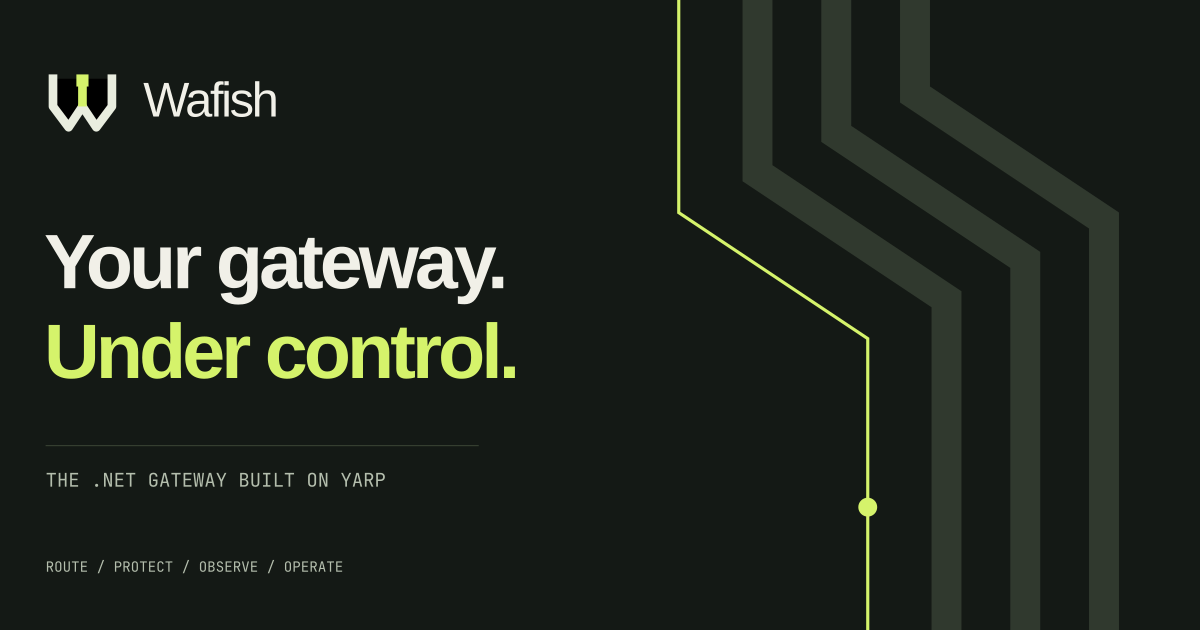 Wafish
Your gateway.
Under control.
THE .NET GATEWAY BUILT ON YARP
ROUTE / PROTECT / OBSERVE / OPERATE